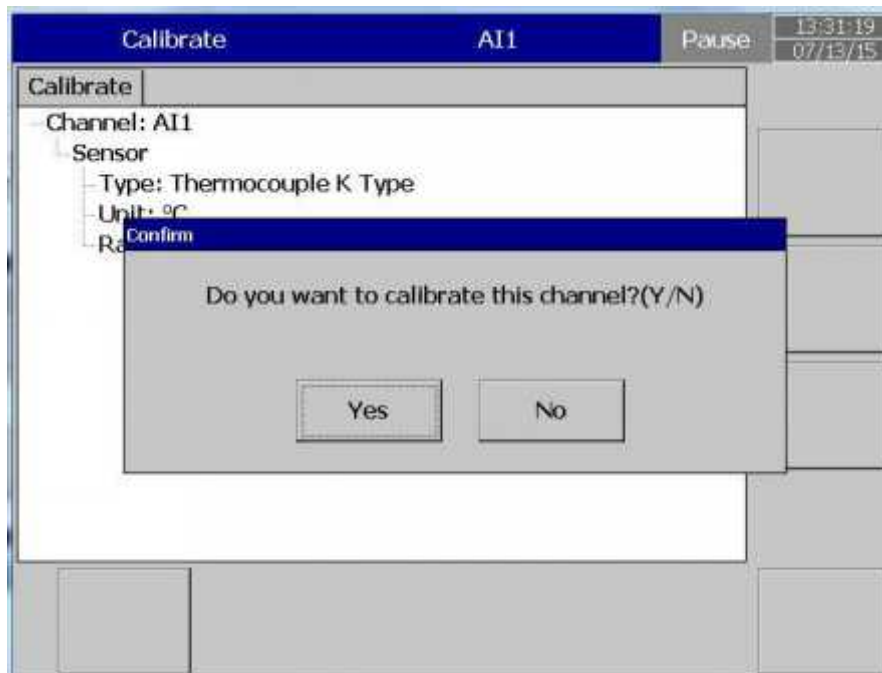 Calibrate AI1 Pause 13:31:19
07/13/15
Calibrate
Channel: AI1
Sensor
Type: Thermocouple K Type
Unit: °C
Confirm
Do you want to calibrate this channel?(Y/N)
Yes No